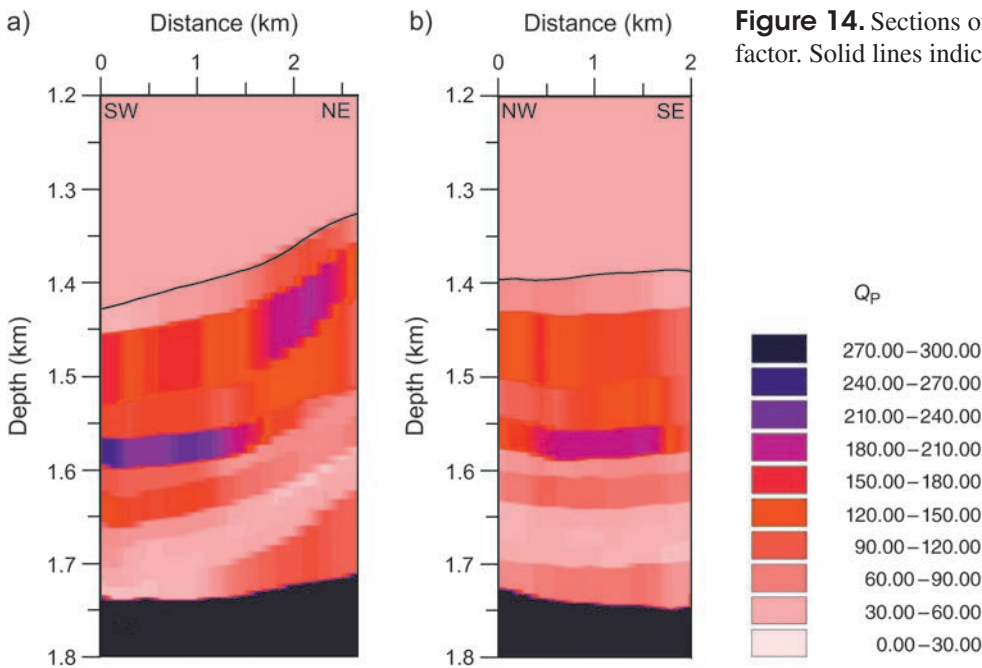 a)
Distance (km)
0 1 2
SW NE
1.2
1.3
1.4
1.5
1.6
1.7
1.8
Depth (km)
b)
Distance (km)
0 1 2
NW SE
1.2
1.3
1.4
1.5
1.6
1.7
1.8
Depth (km)
Figure 14. Sections o
factor. Solid lines indic
QP
270.00–300.00
240.00–270.00
210.00–240.00
180.00–210.00
150.00–180.00
120.00–150.00
90.00–120.00
60.00–90.00
30.00–60.00
0.00–30.00